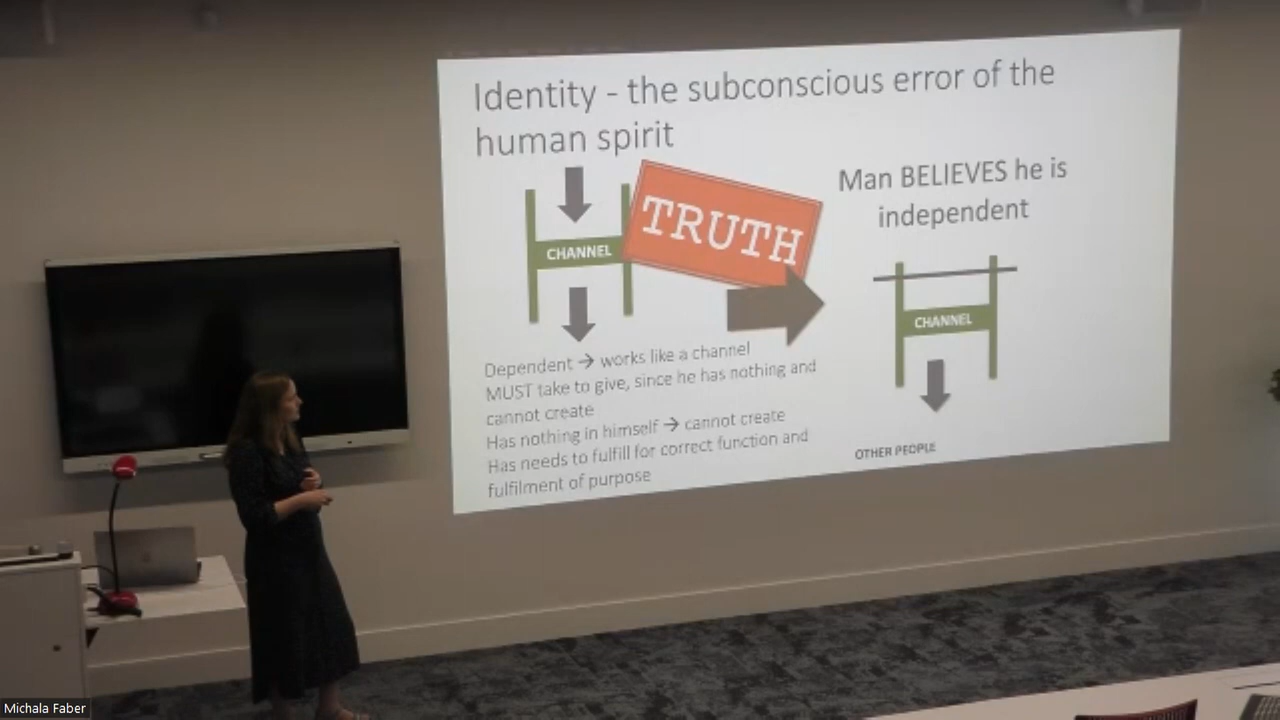 Identity - the subconscious error of the
human spirit
CHANNEL
TRUTH
Dependent → works like a channel
MUST take to give, since he has nothing and
cannot create
Has nothing in himself → cannot create
Has needs to fulfill for correct function and
fulfilment of purpose
Man BELIEVES he is
independent
CHANNEL
OTHER PEOPLE
Michala Faber